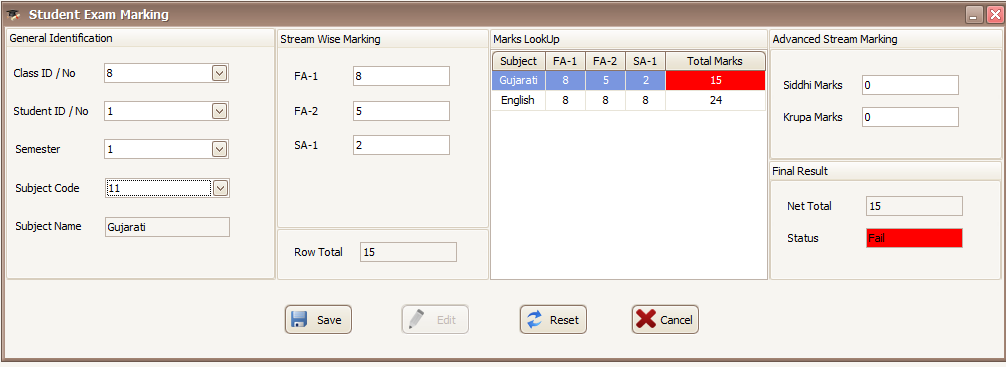 Student Exam Marking
General Identification
Class ID / No 8
Student ID / No 1
Semester 1
Subject Code 11
Subject Name Gujarati
Stream Wise Marking
FA-1 8
FA-2 5
SA-1 2
Row Total 15
Marks LookUp
Subject FA-1 FA-2 SA-1 Total Marks
Gujarati 8 5 2 15
English 8 8 8 24
Advanced Stream Marking
Siddhi Marks 0
Krupa Marks 0
Final Result
Net Total 15
Status Fail
Save Edit Reset Cancel